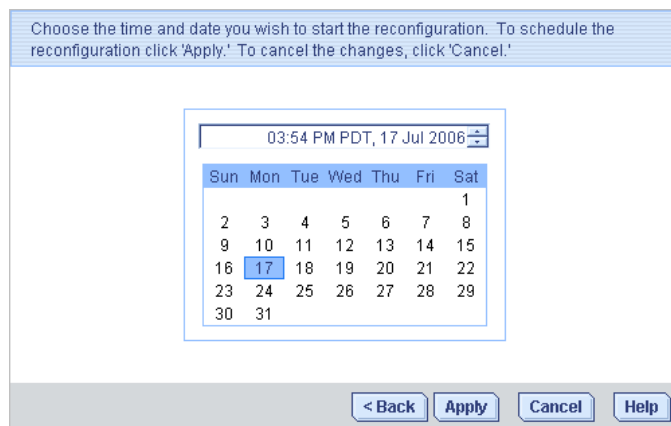 Choose the time and date you wish to start the reconfiguration. To schedule the
reconfiguration click 'Apply.' To cancel the changes, click 'Cancel.'
03:54 PM PDT, 17 Jul 2006
Sun Mon Tue Wed Thu Fri Sat
1
2 3 4 5 6 7 8
9 10 11 12 13 14 15
16 17 18 19 20 21 22
23 24 25 26 27 28 29
30 31
< Back Apply Cancel Help